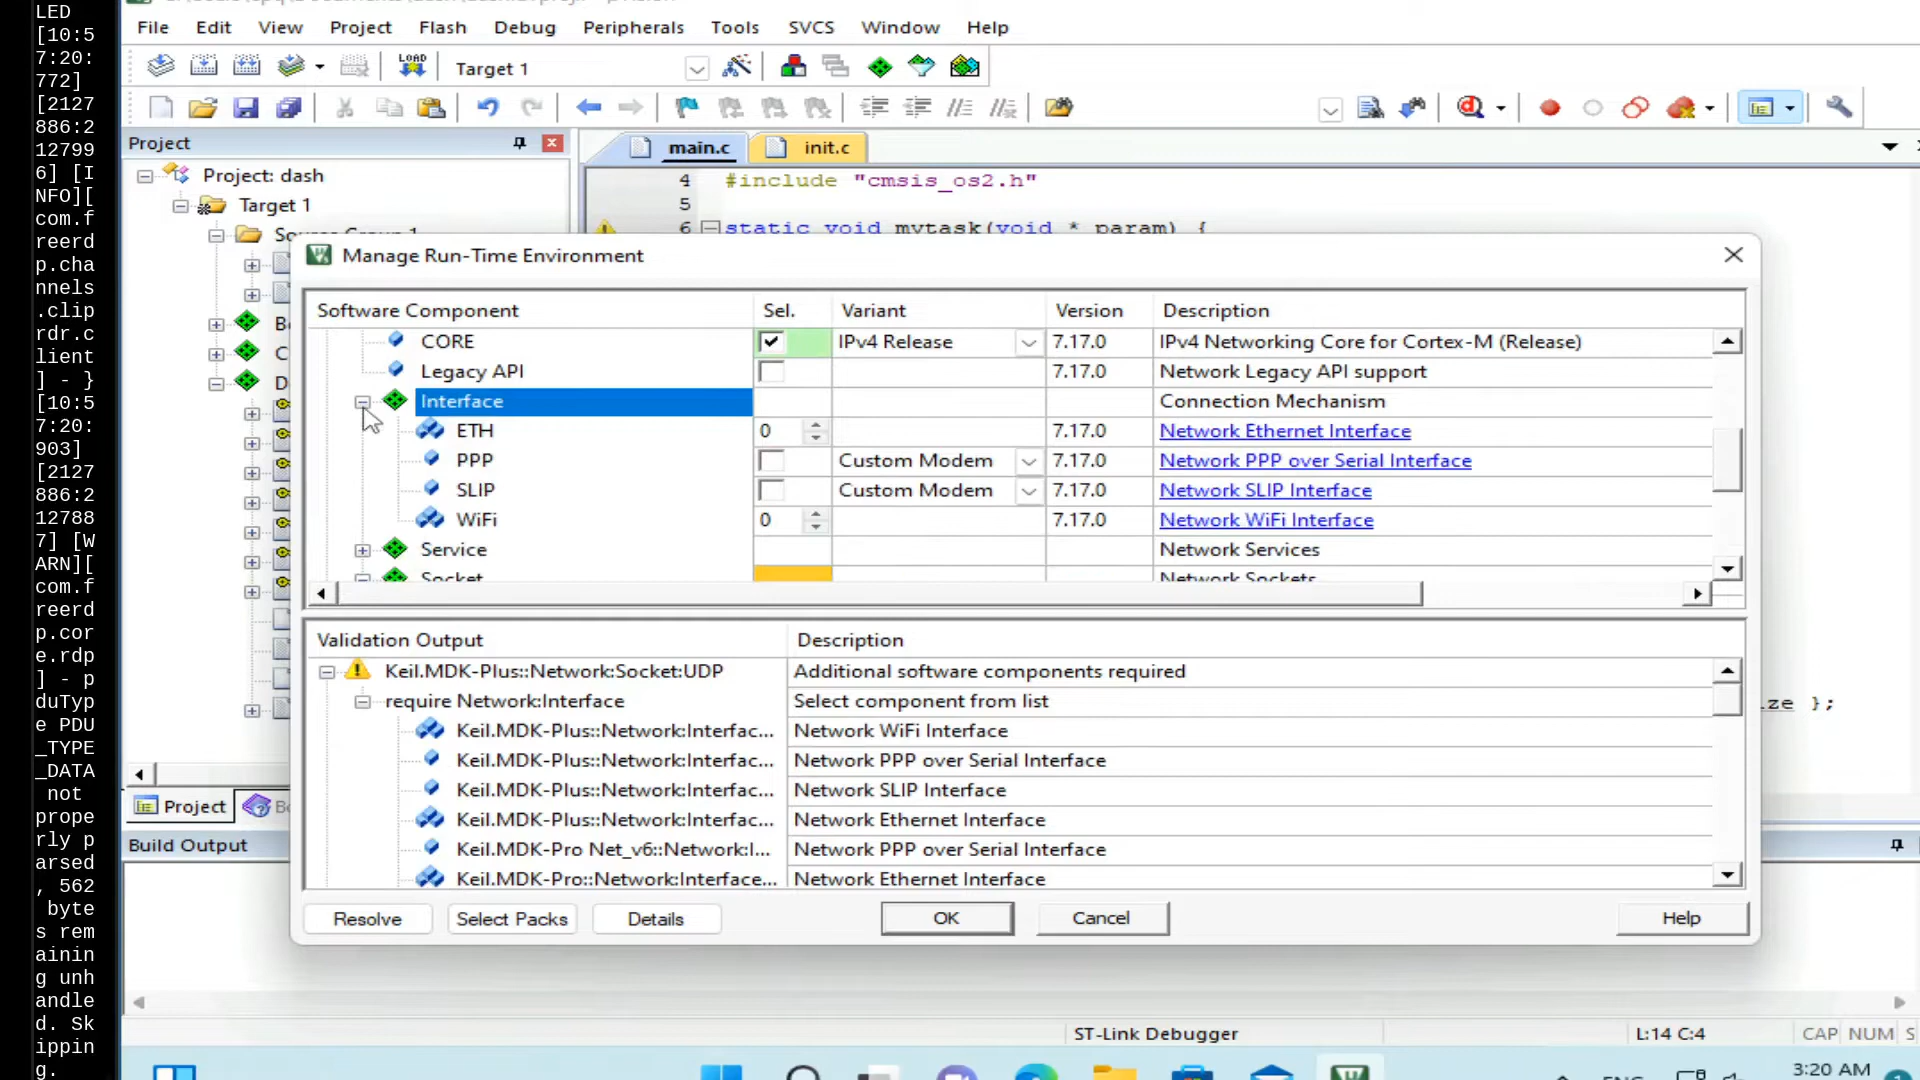 LED
[10:5
7:20:
772]
[2127
886:2
12799
6] [I
NFO][
com.f
reerd
p.cha
nnels
.clip
rdr.c
lient
] - }
[10:5
7:20:
903]
[2127
886:2
12788
7] [W
ARN][
com.f
reerd
p.cor
e.rdp
] - p
duTyp
e PDU
_TYPE
_DATA
not
prope
rly p
arsed
, 562
byte
s rem
ainin
g unh
andle
d. Sk
ippin
g.
File Edit View Project Flash Debug Peripherals Tools SVCS Window Help
LOAD Target 1
Project
main.c init.c
Project: dash
Target 1
4 #include "cmsis_os2.h"
5
6 static void mytask(void * param) {
Manage Run-Time Environment
Software Component Sel. Variant Version Description
CORE IPv4 Release 7.17.0 IPv4 Networking Core for Cortex-M (Release)
Legacy API 7.17.0 Network Legacy API support
Interface Connection Mechanism
ETH 0 7.17.0 Network Ethernet Interface
PPP Custom Modem 7.17.0 Network PPP over Serial Interface
SLIP Custom Modem 7.17.0 Network SLIP Interface
WiFi 0 7.17.0 Network WiFi Interface
Service Network Services
Socket Network Sockets
Validation Output Description
Keil.MDK-Plus::Network:Socket:UDP Additional software components required
require Network:Interface Select component from list
Keil.MDK-Plus::Network:Interfac... Network WiFi Interface
Keil.MDK-Plus::Network:Interfac... Network PPP over Serial Interface
Keil.MDK-Plus::Network:Interfac... Network SLIP Interface
Keil.MDK-Plus::Network:Interfac... Network Ethernet Interface
Keil.MDK-Pro Net_v6::Network:I... Network PPP over Serial Interface
Keil.MDK-Pro::Network:Interface... Network Ethernet Interface
Resolve Select Packs Details OK Cancel Help
ize };
Project
Build Output
ST-Link Debugger L:14 C:4 CAP NUM
3:20 AM